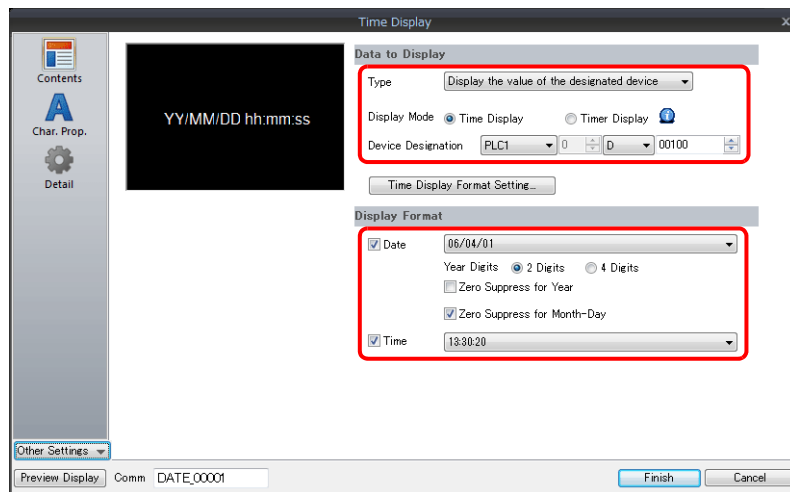 Time Display
x
Contents
Char. Prop.
Detail
YY/MM/DD hh:mm:ss
Data to Display
Type Display the value of the designated device
Display Mode Time Display Timer Display
Device Designation PLC1 0 D 00100
Time Display Format Setting...
Display Format
Date 06/04/01
Year Digits 2 Digits 4 Digits
Zero Suppress for Year
Zero Suppress for Month-Day
Time 13:30:20
Other Settings
Preview Display Comm DATE_00001 Finish Cancel